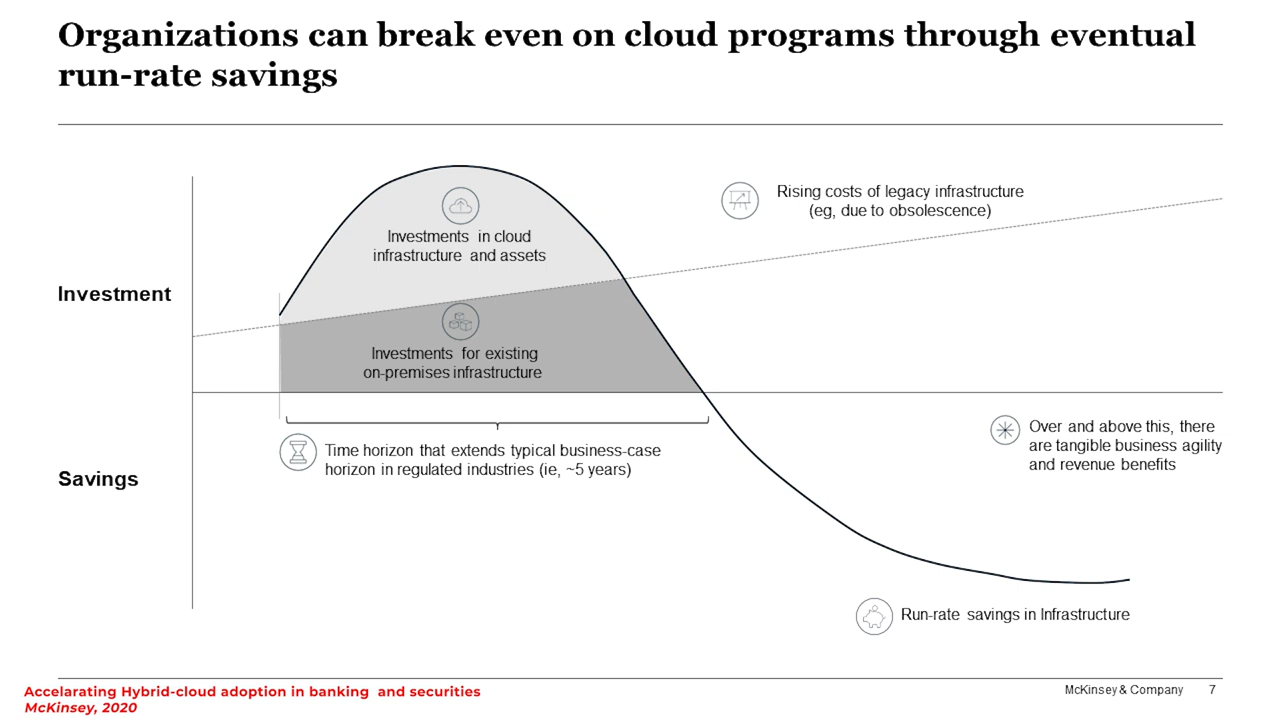 Organizations can break even on cloud programs through eventual
run-rate savings
Rising costs of legacy infrastructure
(eg, due to obsolescence)
Investments in cloud
infrastructure and assets
Investment
Investments for existing
on-premises infrastructure
Over and above this, there
are tangible business agility
and revenue benefits
Time horizon that extends typical business-case
horizon in regulated industries (ie, ~5 years)
Savings
Run-rate savings in Infrastructure
Accelarating Hybrid-cloud adoption in banking and securities
McKinsey, 2020
McKinsey & Company 7